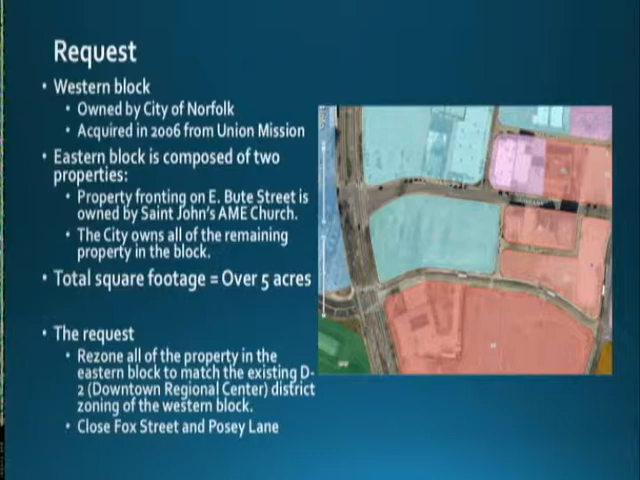 Request
• Western block
• Owned by City of Norfolk
• Acquired in 2006 from Union Mission
• Eastern block is composed of two
properties:
• Property fronting on E. Bute Street is
owned by Saint John's AME Church.
• The City owns all of the remaining
property in the block.
• Total square footage = Over 5 acres
• The request
• Rezone all of the property in the
eastern block to match the existing D-
2 (Downtown Regional Center) district
zoning of the western block.
• Close Fox Street and Posey Lane